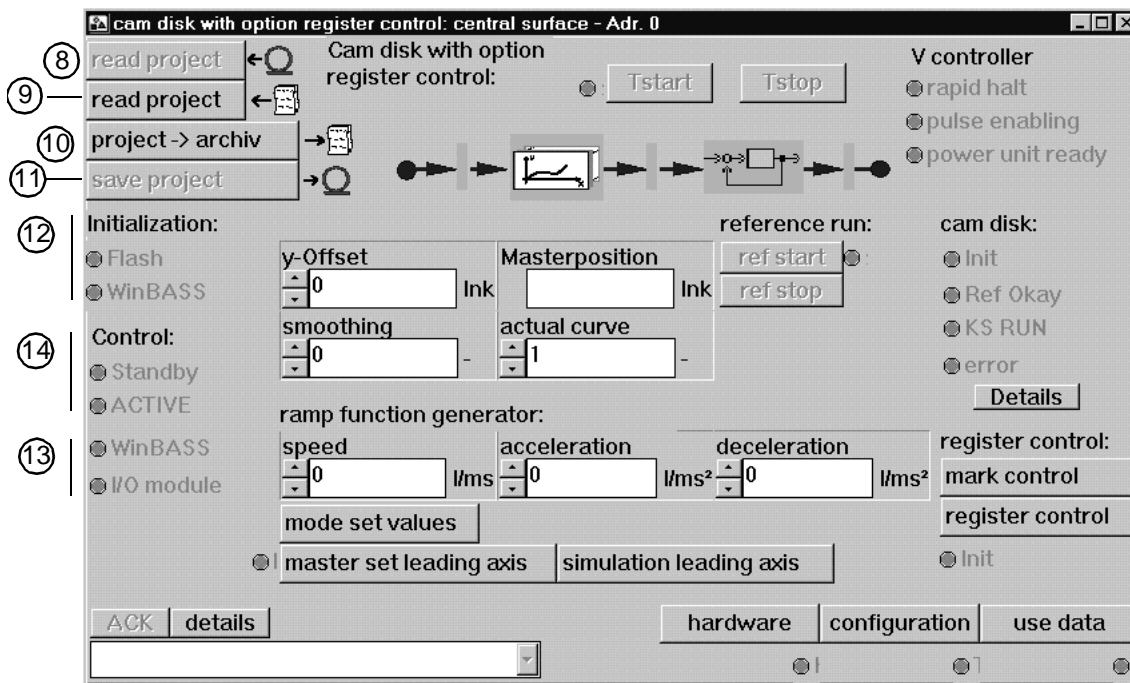 cam disk with option register control: central surface - Adr. 0
8
read project
Cam disk with option
register control:
Tstart
Tstop
V controller
rapid halt
9
read project
10
project -> archiv
pulse enabling
power unit ready
11
save project
12
Initialization:
Flash
WinBASS
y-Offset
0
Ink
Masterposition
Ink
reference run:
ref start
ref stop
cam disk:
Init
Ref Okay
KS RUN
error
Details
14
Control:
Standby
ACTIVE
smoothing
0
-
actual curve
1
-
13
WinBASS
I/O module
ramp function generator:
speed
0
I/ms
acceleration
0
I/ms²
deceleration
0
I/ms²
register control:
mark control
register control
Init
mode set values
master set leading axis
simulation leading axis
ACK
details
hardware
configuration
use data